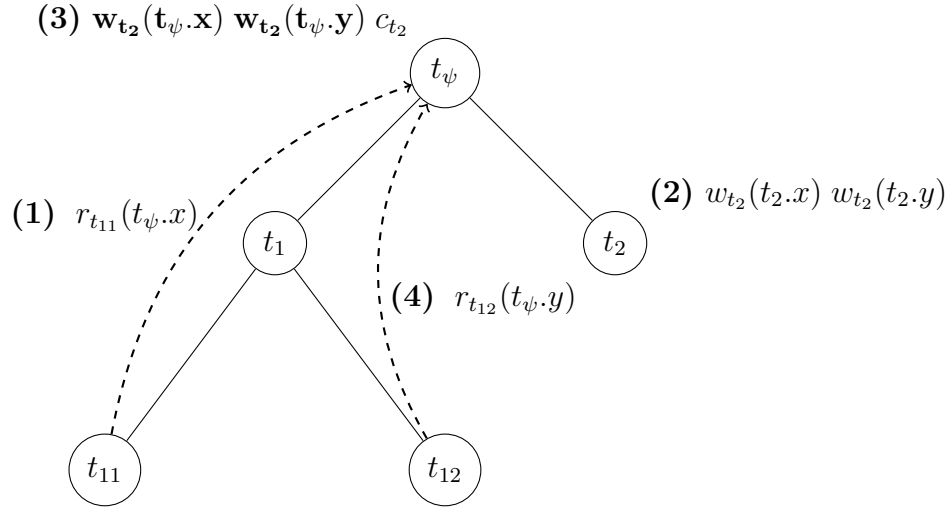 (3) w_{t_2}(t_ψ.x) w_{t_2}(t_ψ.y) c_{t_2}
t_ψ
(1) r_{t_{11}}(t_ψ.x)
(2) w_{t_2}(t_2.x) w_{t_2}(t_2.y)
t_1
t_2
(4) r_{t_{12}}(t_ψ.y)
t_{11}
t_{12}